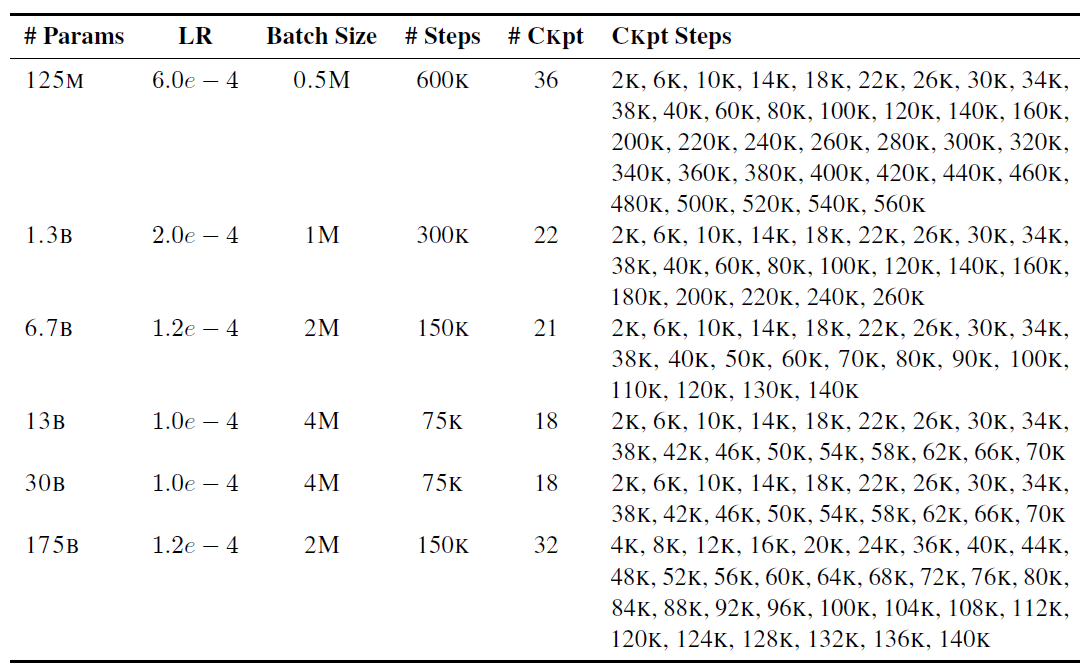 # Params LR Batch Size # Steps # CKpt CKpt Steps
125M 6.0e − 4 0.5M 600K 36 2K, 6K, 10K, 14K, 18K, 22K, 26K, 30K, 34K,
38K, 40K, 60K, 80K, 100K, 120K, 140K, 160K,
200K, 220K, 240K, 260K, 280K, 300K, 320K,
340K, 360K, 380K, 400K, 420K, 440K, 460K,
480K, 500K, 520K, 540K, 560K
1.3B 2.0e − 4 1M 300K 22 2K, 6K, 10K, 14K, 18K, 22K, 26K, 30K, 34K,
38K, 40K, 60K, 80K, 100K, 120K, 140K, 160K,
180K, 200K, 220K, 240K, 260K
6.7B 1.2e − 4 2M 150K 21 2K, 6K, 10K, 14K, 18K, 22K, 26K, 30K, 34K,
38K, 40K, 50K, 60K, 70K, 80K, 90K, 100K,
110K, 120K, 130K, 140K
13B 1.0e − 4 4M 75K 18 2K, 6K, 10K, 14K, 18K, 22K, 26K, 30K, 34K,
38K, 42K, 46K, 50K, 54K, 58K, 62K, 66K, 70K
30B 1.0e − 4 4M 75K 18 2K, 6K, 10K, 14K, 18K, 22K, 26K, 30K, 34K,
38K, 42K, 46K, 50K, 54K, 58K, 62K, 66K, 70K
175B 1.2e − 4 2M 150K 32 4K, 8K, 12K, 16K, 20K, 24K, 36K, 40K, 44K,
48K, 52K, 56K, 60K, 64K, 68K, 72K, 76K, 80K,
84K, 88K, 92K, 96K, 100K, 104K, 108K, 112K,
120K, 124K, 128K, 132K, 136K, 140K